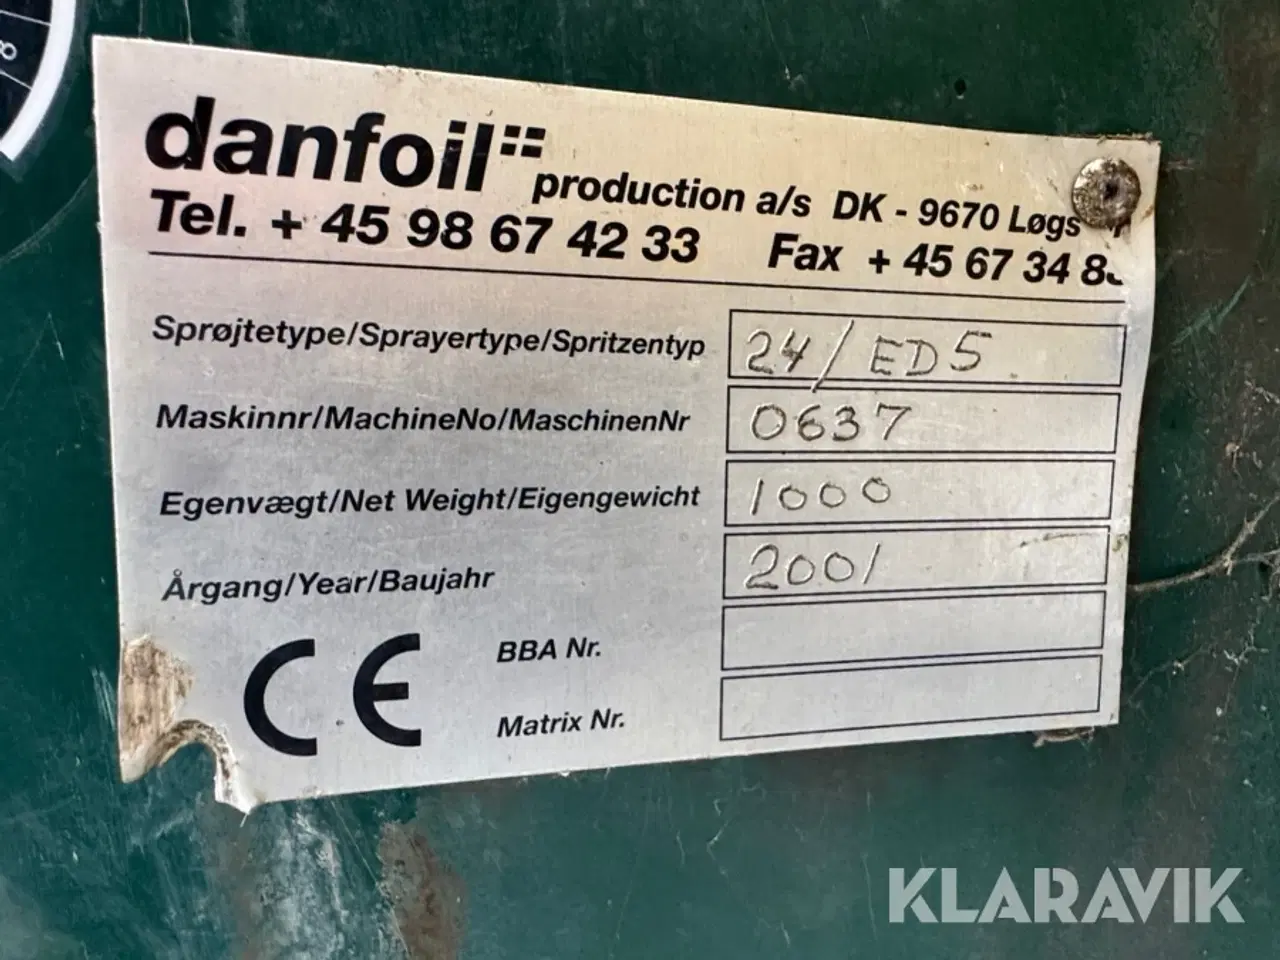 8
danfoil
production a/s DK - 9670 Løgs
Tel. + 45 98 67 42 33 Fax + 45 67 34 8
Sprøjtetype/Sprayertype/Spritzentyp 24/ED5
Maskinnr/MachineNo/MaschinenNr 0637
Egenvægt/Net Weight/Eigengewicht 1000
Årgang/Year/Baujahr 2001
CE BBA Nr.
Matrix Nr.
KLARAVIK